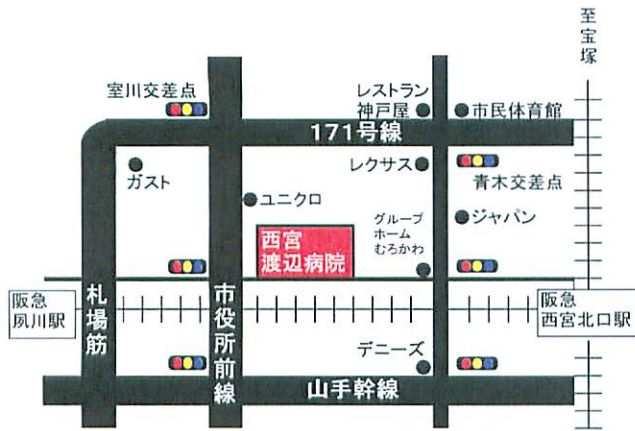 至宝塚
室川交差点
レストラン
神戸屋
市民体育館
171号線
ガスト
レクサス
青木交差点
ユニクロ
ジャパン
西宮
渡辺病院
グループ
ホーム
むろかわ
阪急
夙川駅
札場筋
市役所前線
阪急
西宮北口駅
デニーズ
山手幹線